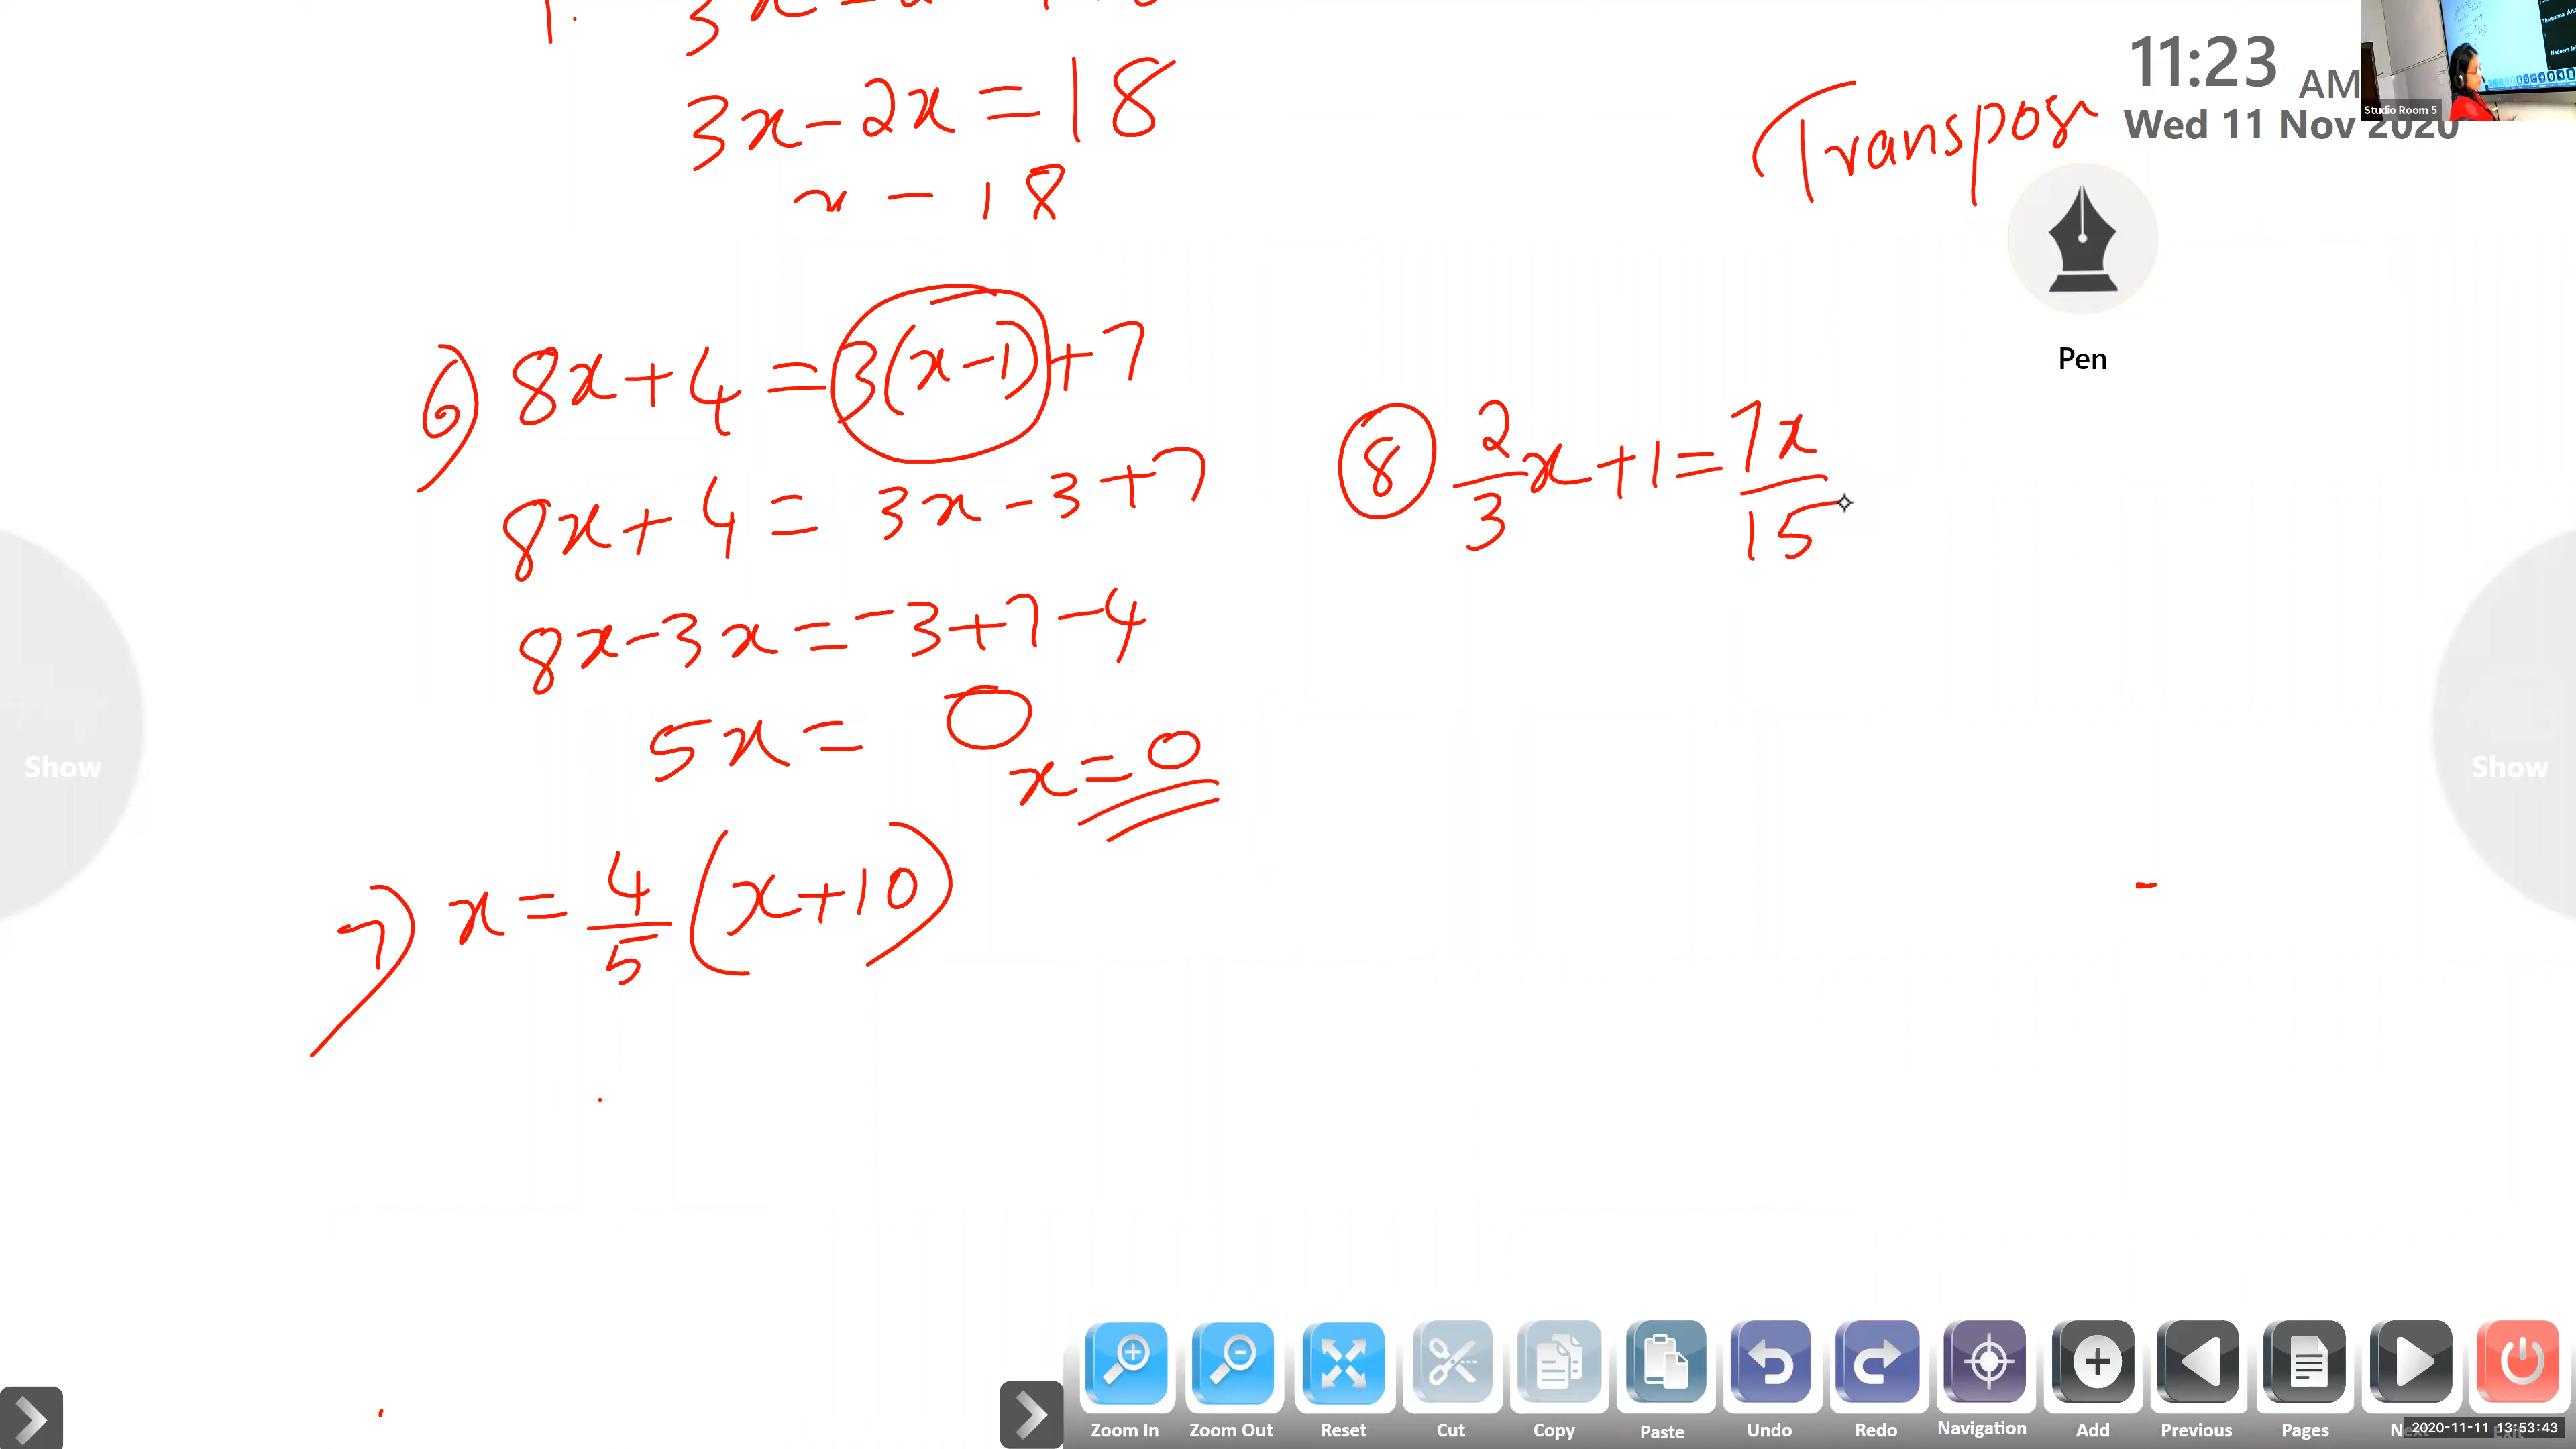 3x-2x=18
x-18
6) 8x+4=3(x-1)+7
8x+4=3x-3+7
8x-3x=-3+7-4
5x=0
x=0
7) x=4/5(x+10)
8 2/3x+1=7x/15
11:23 AM
Wed 11 Nov 2020
Studio Room 5
Pen
Show
Show
Zoom In Zoom Out Reset Cut Copy Paste Undo Redo Navigation Add Previous Pages
2020-11-11 13:53:43